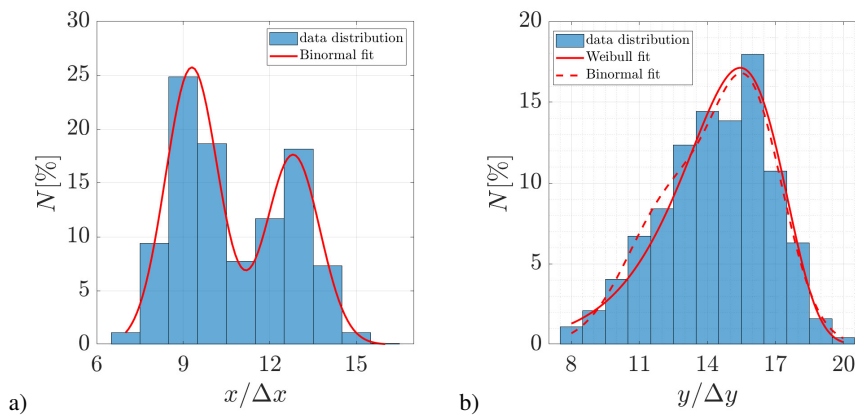 a)
N[%]
30
25
20
15
10
5
0
data distribution
Binormal fit
6
9
12
15
x/Δx
b)
N[%]
20
15
10
5
0
data distribution
Weibull fit
Binormal fit
8
11
14
17
20
y/Δy